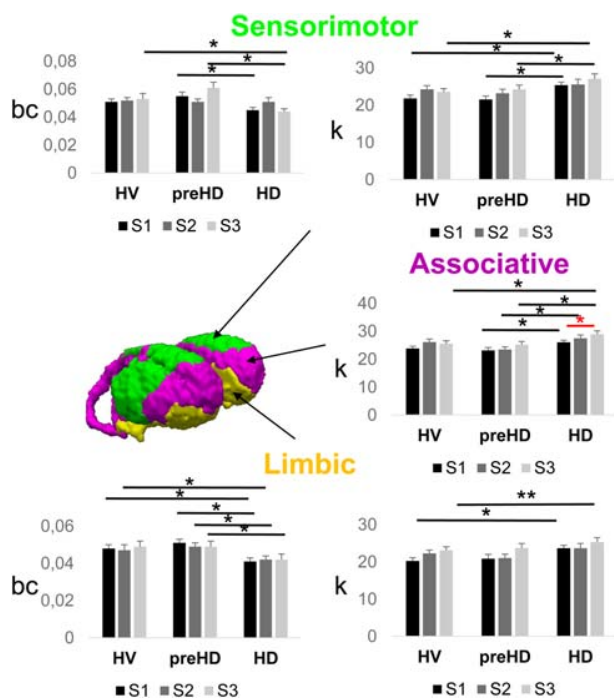 Sensorimotor
*
*
*
0,08
0,06
0,04
0,02
0
bc
HV preHD HD
S1 S2 S3
*
*
*
*
30
20
10
0
k
HV preHD HD
S1 S2 S3
Associative
*
*
*
*
*
40
30
20
10
0
k
HV preHD HD
S1 S2 S3
Limbic
*
*
*
*
*
0,06
0,04
0,02
0
bc
HV preHD HD
S1 S2 S3
**
*
30
20
10
0
k
HV preHD HD
S1 S2 S3